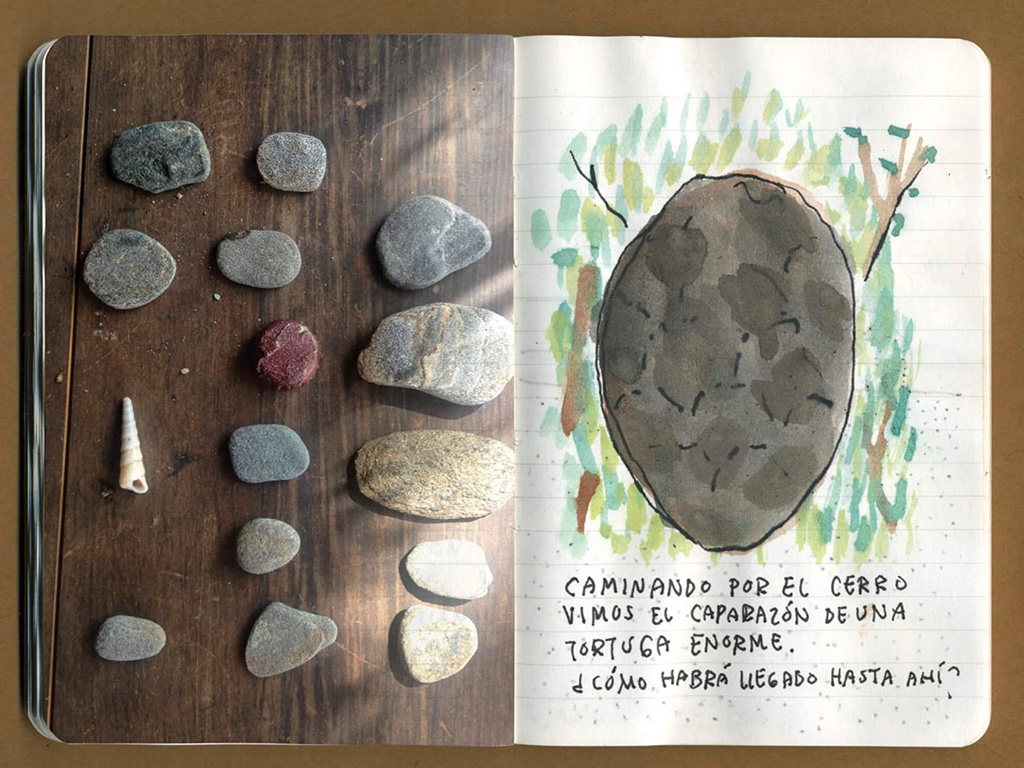 CAMINANDO POR EL CERRO
VIMOS EL CAPARAZÓN DE UNA
TORTUGA ENORME.
¿CÓMO HABRÁ LLEGADO HASTA AHÍ?